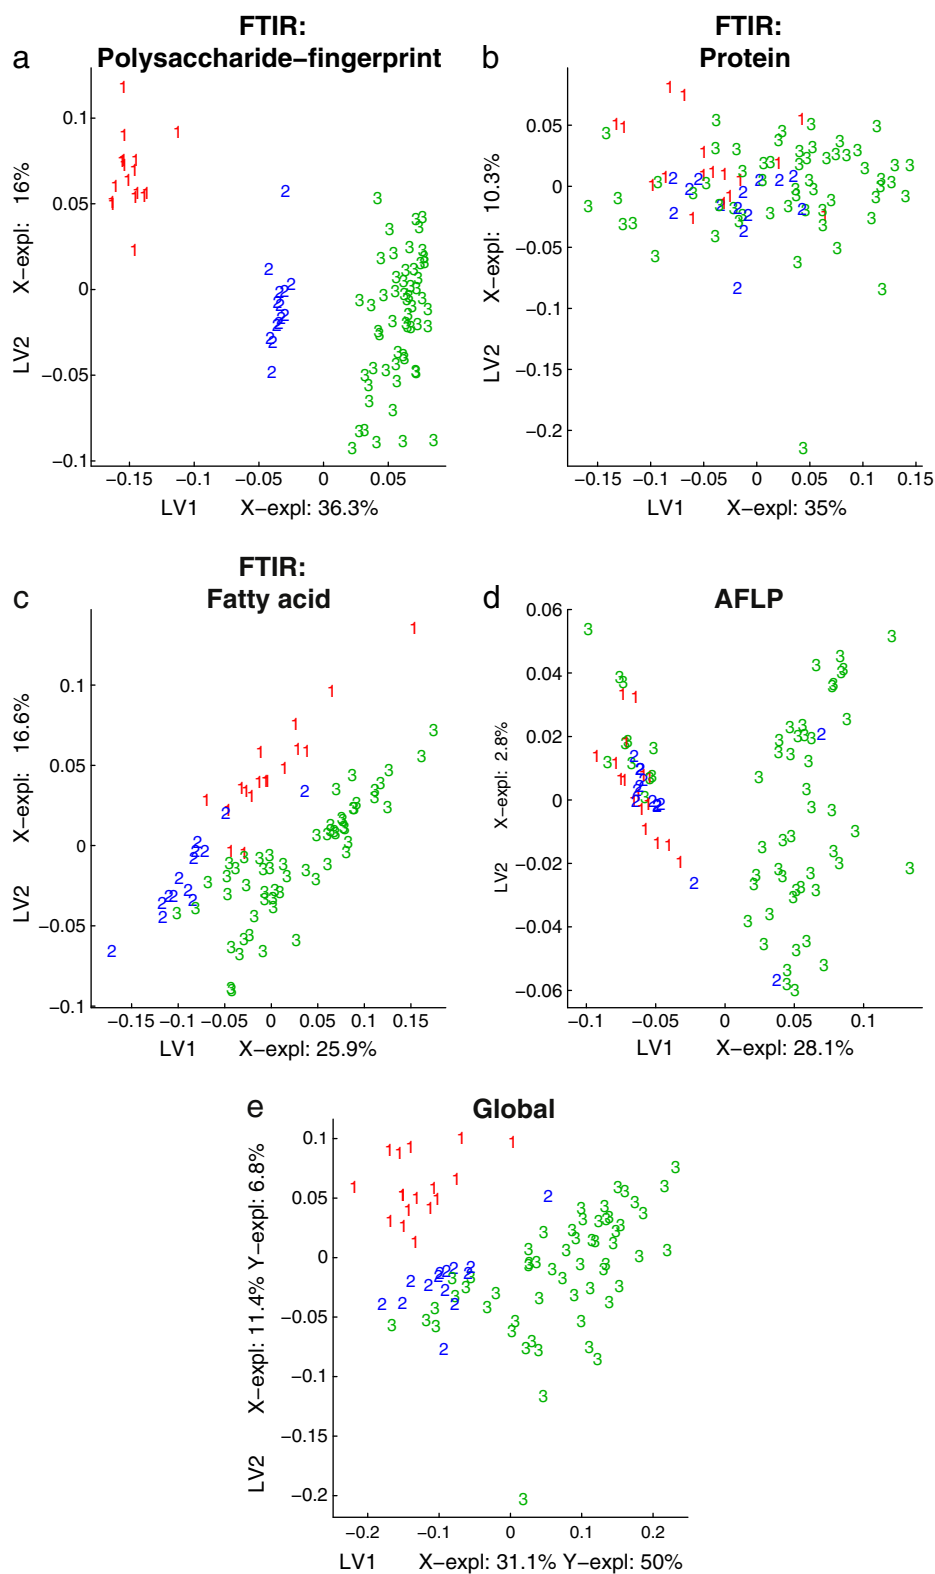 a
FTIR:
Polysaccharide−fingerprint
LV2 X−expl: 16%
0.1
0.05
0
−0.05
−0.1
−0.15 −0.1 −0.05 0 0.05
LV1 X−expl: 36.3%
b
FTIR:
Protein
LV2 X−expl: 10.3%
0.05
0
−0.05
−0.1
−0.15
−0.2
−0.15 −0.1 −0.05 0 0.05 0.1 0.15
LV1 X−expl: 35%
c
FTIR:
Fatty acid
LV2 X−expl: 16.6%
0.1
0.05
0
−0.05
−0.1
−0.15 −0.1 −0.05 0 0.05 0.1 0.15
LV1 X−expl: 25.9%
d
AFLP
LV2 X−expl: 2.8%
0.06
0.04
0.02
0
−0.02
−0.04
−0.06
−0.1 −0.05 0 0.05 0.1
LV1 X−expl: 28.1%
e
Global
LV2 X−expl: 11.4% Y−expl: 6.8%
0.1
0.05
0
−0.05
−0.1
−0.15
−0.2
−0.2 −0.1 0 0.1 0.2
LV1 X−expl: 31.1% Y−expl: 50%